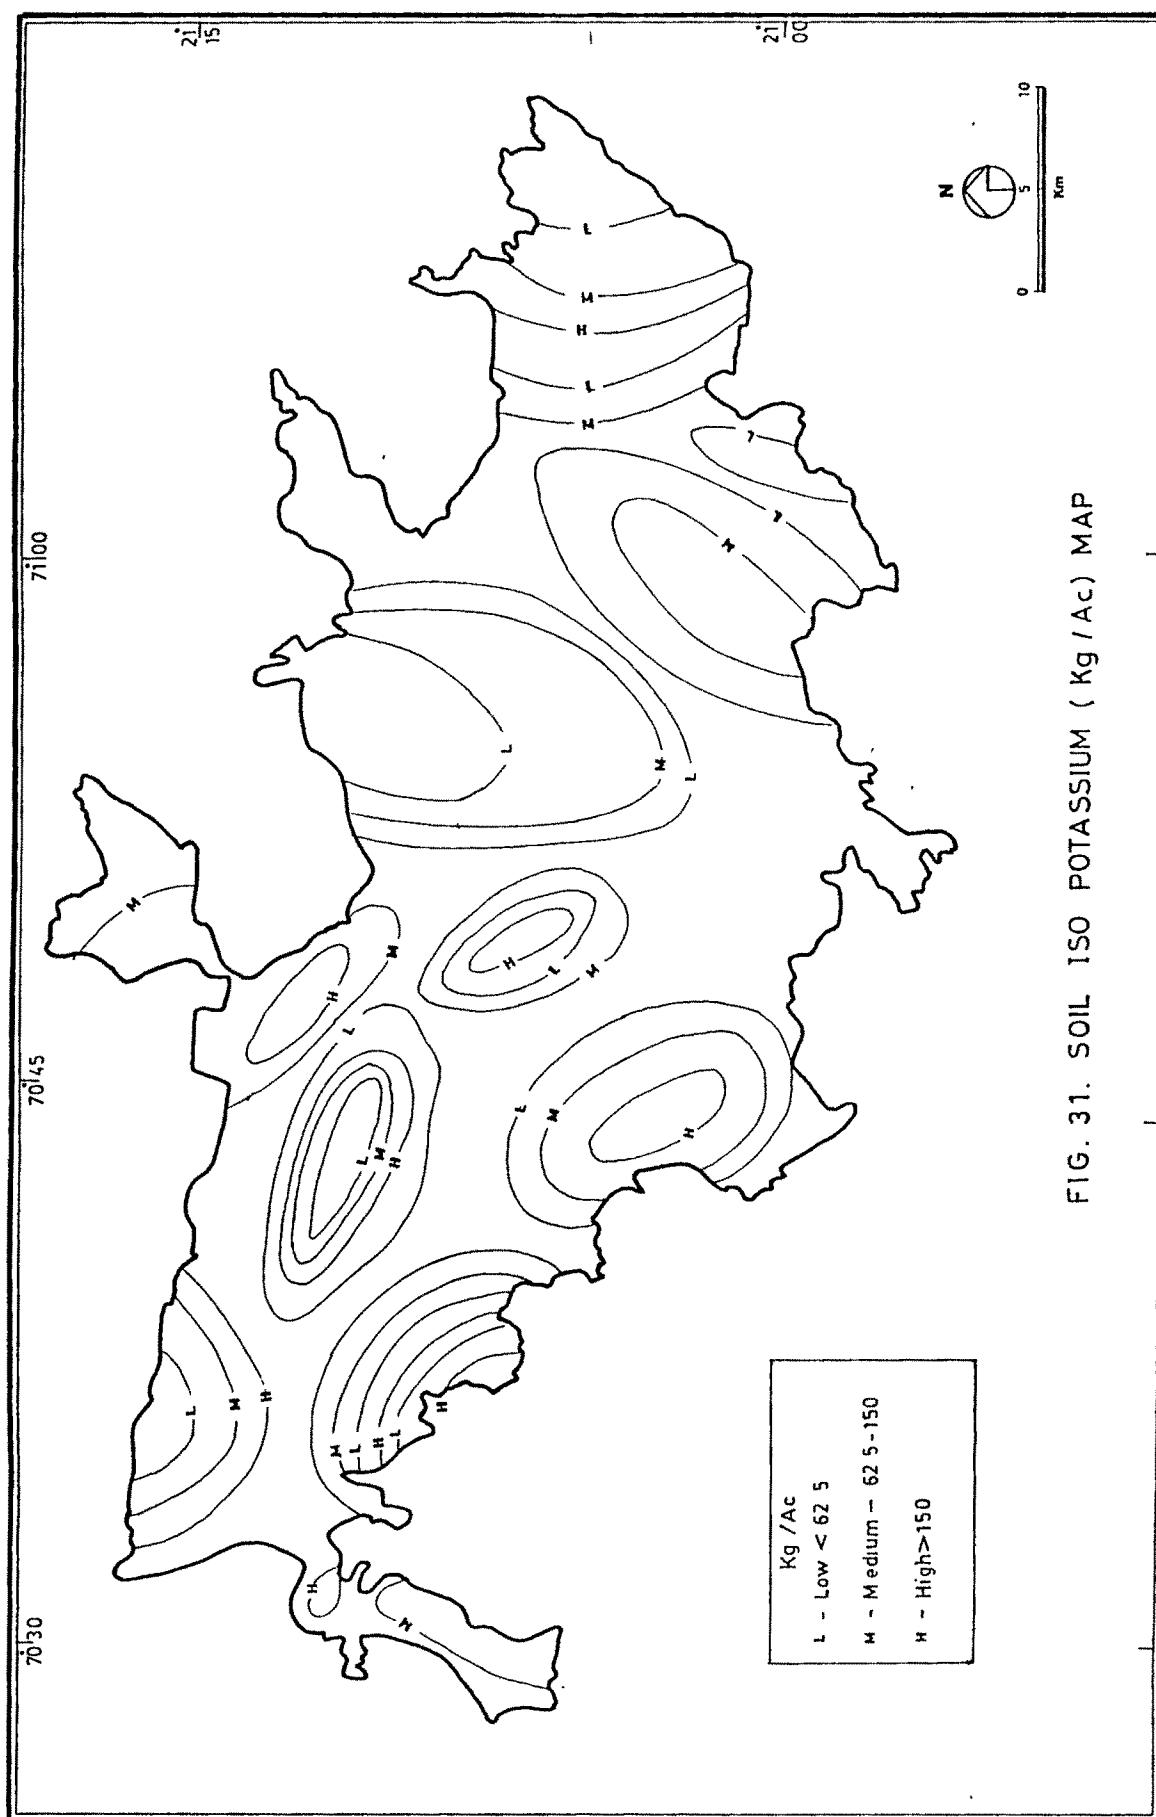 70°30
70°45
71°00
21°15
21°00
M
H
M
L
L
M
H
L
M
H
H
L
M
L
M
H
M
L
H
L
H
H
M
L
M
H
L
M
L
L
M
H
M
L
M
H
L
M
N
0
5
10
Km
Kg /Ac
L - Low < 62 5
M - Medium - 62 5-150
H - High>150
FIG. 31. SOIL ISO POTASSIUM ( Kg / Ac) MAP